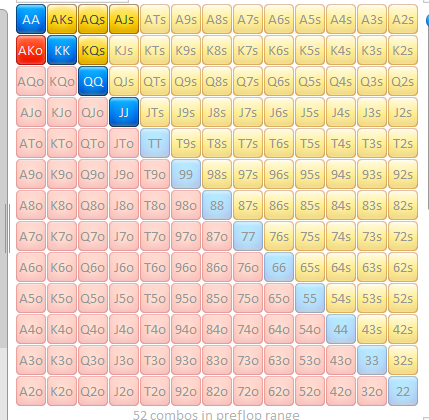 AA AKs AQs AJs ATs A9s A8s A7s A6s A5s A4s A3s A2s
AKo KK KQs KJs KTs K9s K8s K7s K6s K5s K4s K3s K2s
AQo KQo QQ QJs QTs Q9s Q8s Q7s Q6s Q5s Q4s Q3s Q2s
AJo KJo QJo JJ JTs J9s J8s J7s J6s J5s J4s J3s J2s
ATo KTo QTo JTo TT T9s T8s T7s T6s T5s T4s T3s T2s
A9o K9o Q9o J9o T9o 99 98s 97s 96s 95s 94s 93s 92s
A8o K8o Q8o J8o T8o 98o 88 87s 86s 85s 84s 83s 82s
A7o K7o Q7o J7o T7o 97o 87o 77 76s 75s 74s 73s 72s
A6o K6o Q6o J6o T6o 96o 86o 76o 66 65s 64s 63s 62s
A5o K5o Q5o J5o T5o 95o 85o 75o 65o 55 54s 53s 52s
A4o K4o Q4o J4o T4o 94o 84o 74o 64o 54o 44 43s 42s
A3o K3o Q3o J3o T3o 93o 83o 73o 63o 53o 43o 33 32s
A2o K2o Q2o J2o T2o 92o 82o 72o 62o 52o 42o 32o 22
52 combos in preflop range